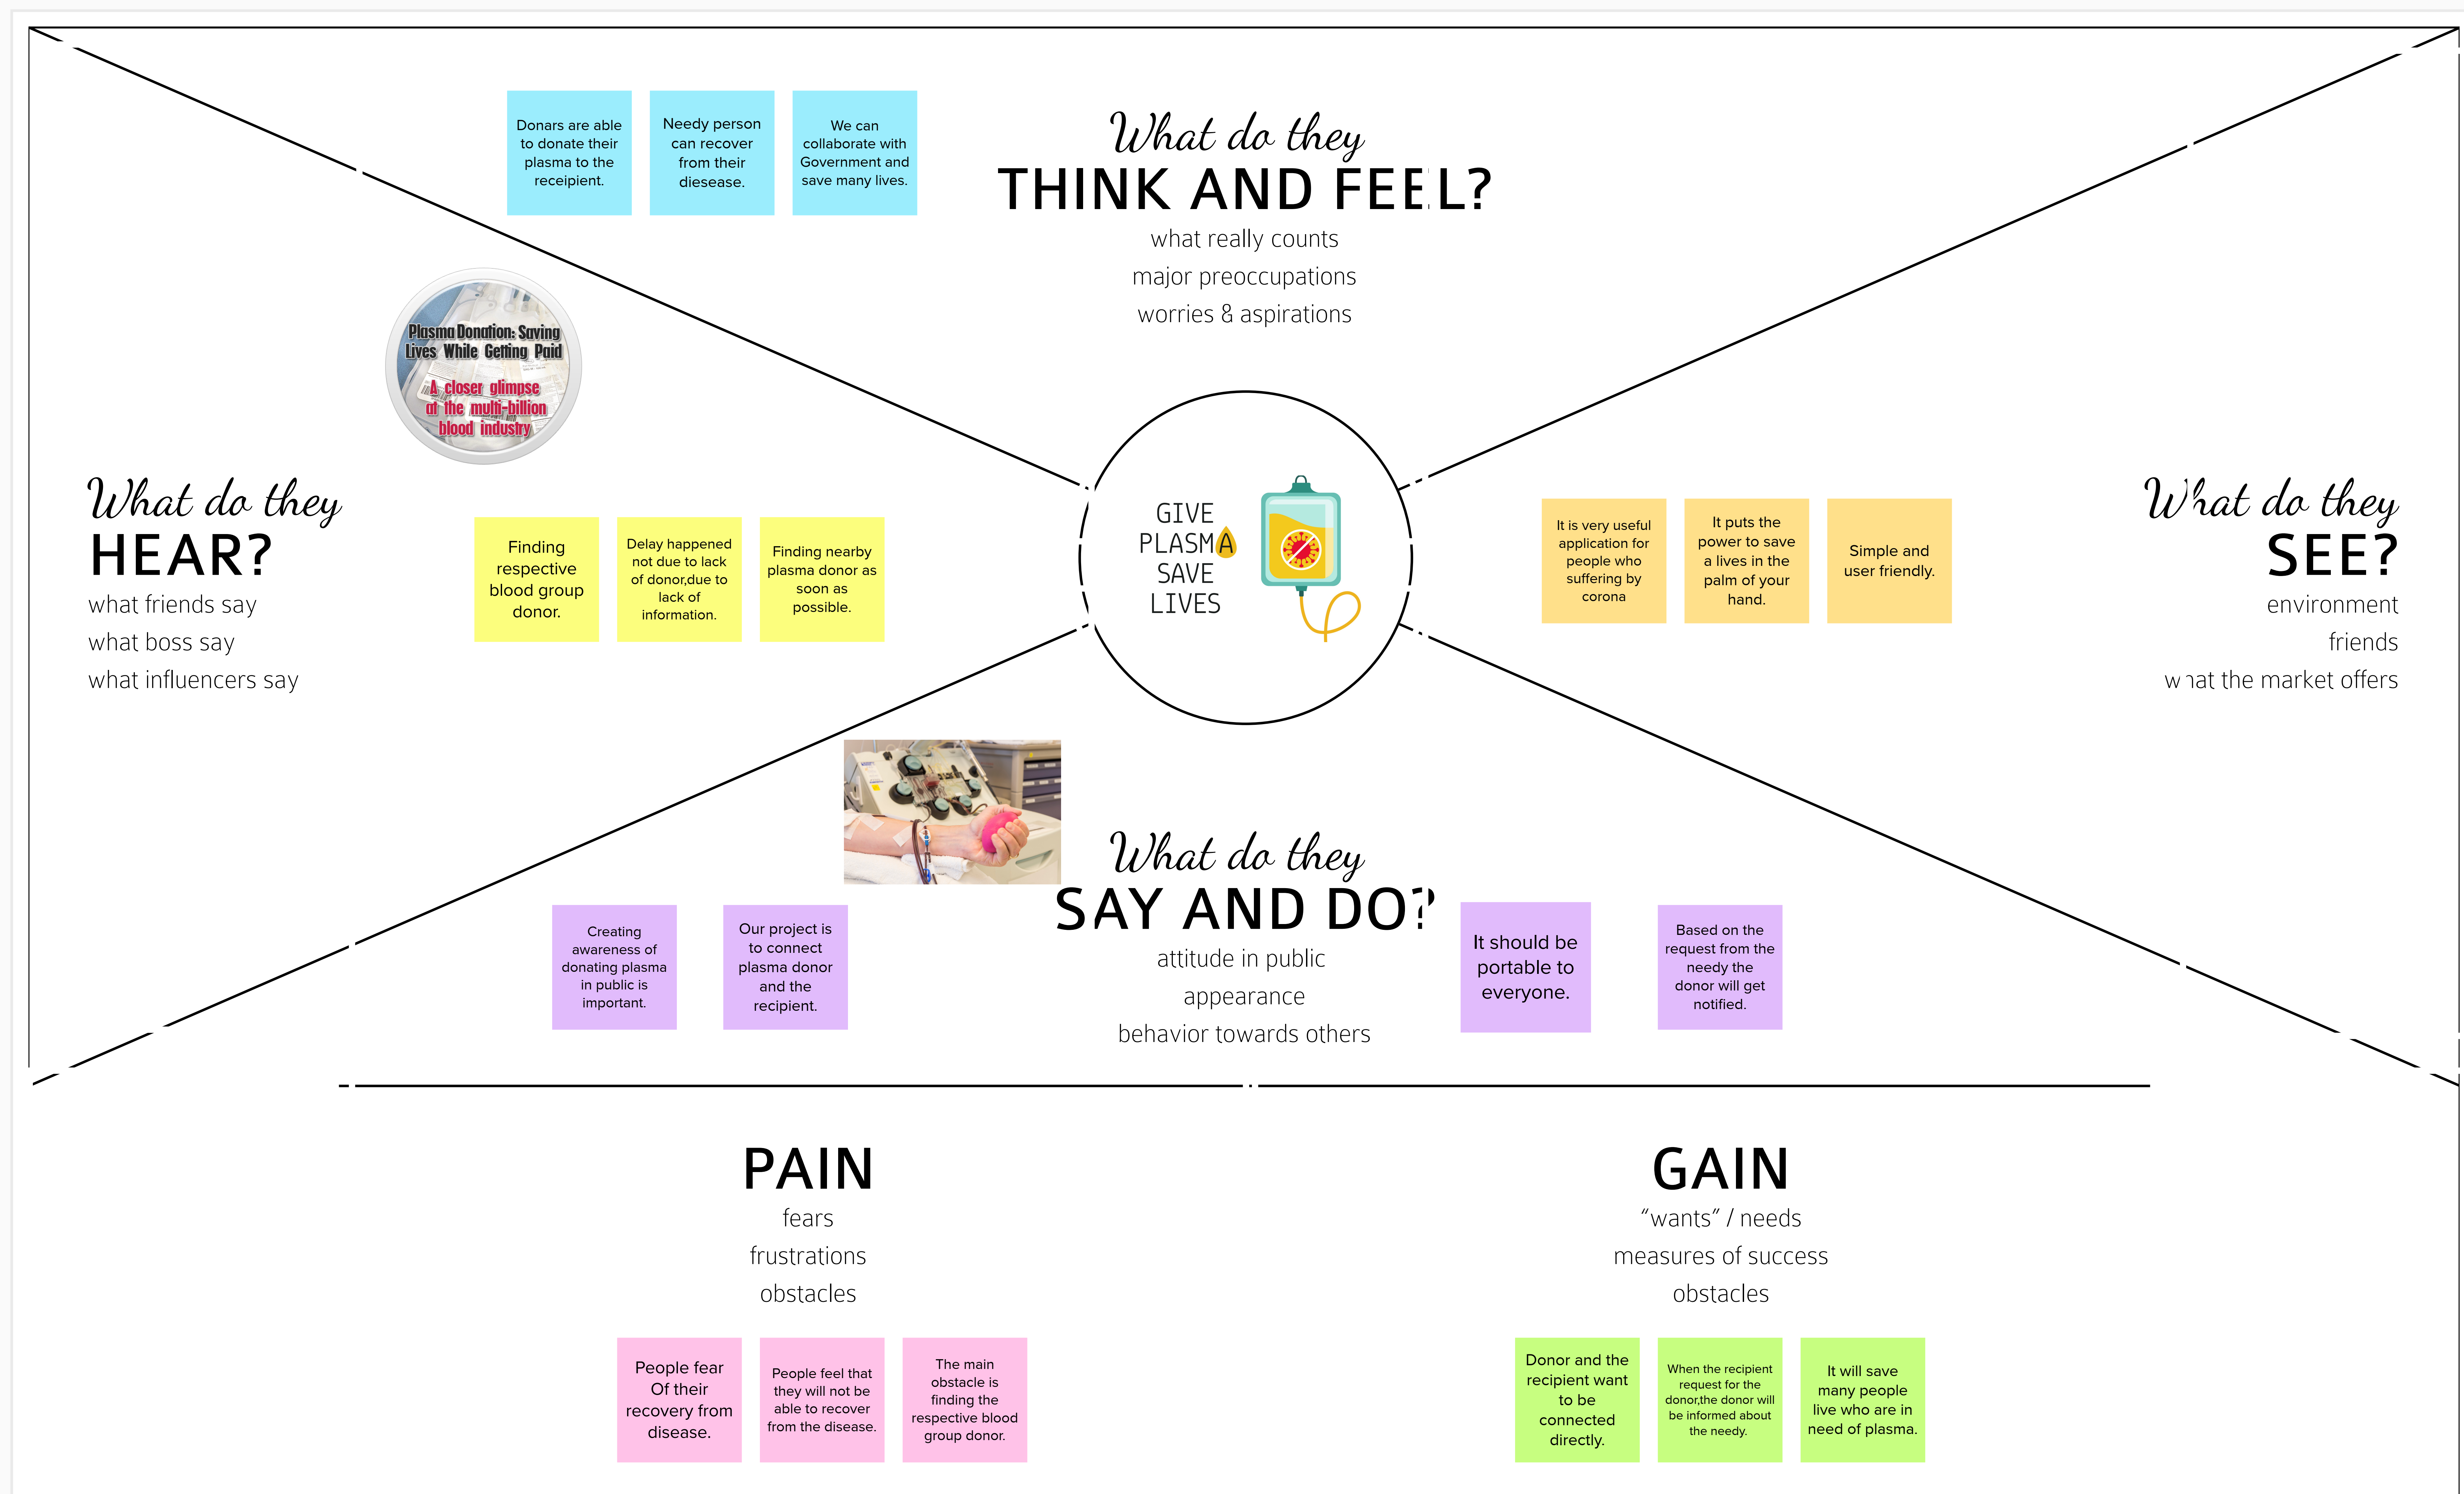 Donars are able
to donate their
plasma to the
receipient.
Needy person
can recover
from their
diesease.
We can
collaborate with
Government and
save many lives.
What do they
THINK AND FEEL?
what really counts
major preoccupations
worries & aspirations
Plasma Donation: Saving
Lives While Getting Paid
A closer glimpse
at the multi-billion
blood industry
What do they
HEAR?
what friends say
what boss say
what influencers say
Finding
respective
blood group
donor.
Delay happened
not due to lack
of donor,due to
lack of
information.
Finding nearby
plasma donor as
soon as
possible.
GIVE
PLASMA
SAVE
LIVES
It is very useful
application for
people who
suffering by
corona
It puts the
power to save
a lives in the
palm of your
hand.
Simple and
user friendly.
What do they
SEE?
environment
friends
what the market offers
What do they
SAY AND DO?
attitude in public
appearance
behavior towards others
Creating
awareness of
donating plasma
in public is
important.
Our project is
to connect
plasma donor
and the
recipient.
It should be
portable to
everyone.
Based on the
request from the
needy the
donor will get
notified.
PAIN
fears
frustrations
obstacles
People fear
Of their
recovery from
disease.
People feel that
they will not be
able to recover
from the disease.
The main
obstacle is
finding the
respective blood
group donor.
GAIN
“wants” / needs
measures of success
obstacles
Donor and the
recipient want
to be
connected
directly.
When the recipient
request for the
donor,the donor will
be informed about
the needy.
It will save
many people
live who are in
need of plasma.